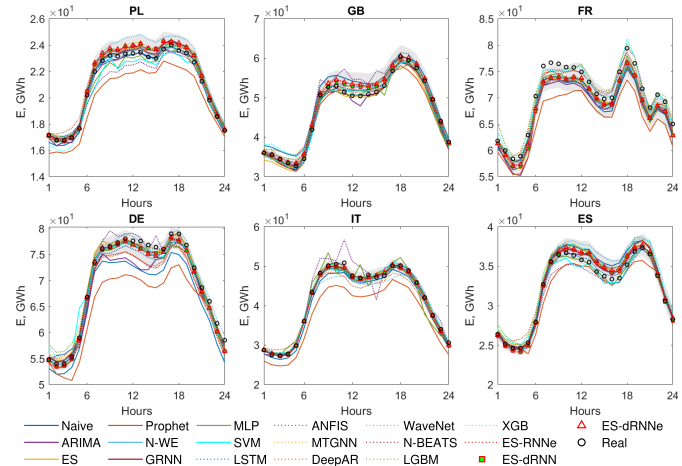 PL GB FR
×10¹ ×10¹ ×10¹
E, GWh E, GWh E, GWh
2.6 6 8.5
2.4 7.5
2.2 5
2
1.8 4 6.5
1.6
1.4 3 5.5
1 6 12 18 24 1 6 12 18 24 1 6 12 18 24
Hours Hours Hours
DE IT ES
×10¹ ×10¹ ×10¹
E, GWh E, GWh E, GWh
8 6 4
7.5
7 5 3.5
6.5
6 4 3
5.5 3
5 2 2
1 6 12 18 24 1 6 12 18 24 1 6 12 18 24
Hours Hours Hours
Naive Prophet MLP ANFIS WaveNet XGB ES-dRNNe
ARIMA N-WE SVM MTGNN N-BEATS ES-RNNe Real
ES GRNN LSTM DeepAR LGBM ES-dRNN